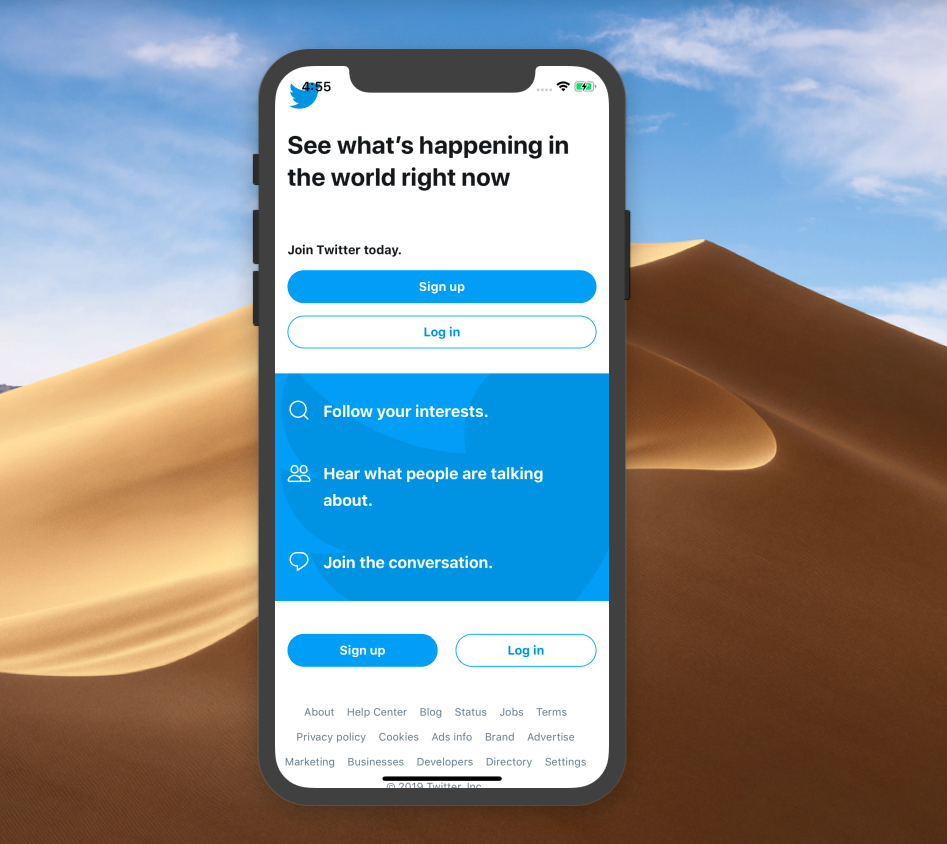 4:55
See what’s happening in
the world right now
Join Twitter today.
Sign up
Log in
Follow your interests.
Hear what people are talking
about.
Join the conversation.
Sign up Log in
About Help Center Blog Status Jobs Terms
Privacy policy Cookies Ads info Brand Advertise
Marketing Businesses Developers Directory Settings
© 2019 Twitter, Inc.